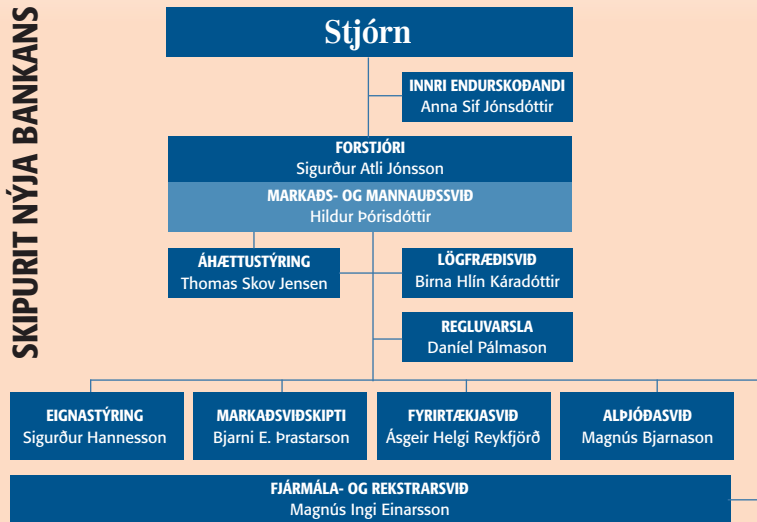 SKIPURIT NÝJA BANKANS
Stjórn
INNRI ENDURSKOÐANDI
Anna Sif Jónsdóttir
FORSTJÓRI
Sigurður Atli Jónsson
MARKAÐS- OG MANNAUÐSSVIÐ
Hildur Þórisdóttir
ÁHÆTTUSTÝRING
Thomas Skov Jensen
LÖGFRÆÐISVIÐ
Birna Hlín Káradóttir
REGLUVARSLA
Daníel Pálmason
EIGNASTÝRING
Sigurður Hannesson
MARKAÐSVIÐSKIPTI
Bjarni E. Þrastarson
FYRIRTÆKJASVIÐ
Ásgeir Helgi Reykfjörð
ALÞJÓÐASVIÐ
Magnús Bjarnason
FJÁRMÁLA- OG REKSTRARSVIÐ
Magnús Ingi Einarsson